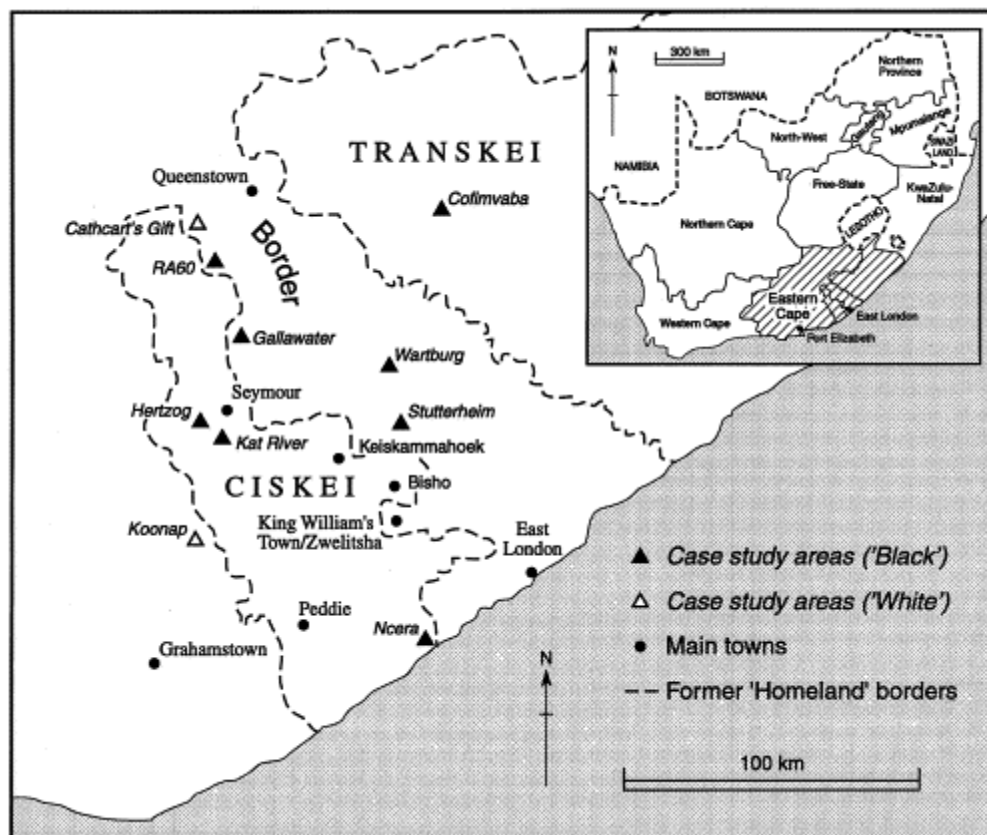 TRANSKEI
Queenstown
Cofimvaba
Cathcart's Gift
Border
RA60
Gallawater
Wartburg
Seymour
Hertzog
Stutterheim
Kat River
Keiskammahoek
CISKEI
Bisho
King William's
Town/Zwelitsha
Koonap
East
London
Peddie
Ncera
Grahamstown
N
300 km
Northern
Province
BOTSWANA
North-West
Gauteng
Mpumalanga
SWAZI
LAND
NAMIBIA
Free-State
KwaZulu-
Natal
Northern Cape
LESOTHO
Eastern
Cape
Western Cape
East London
Port Elizabeth
Case study areas ('Black')
Case study areas ('White')
Main towns
Former 'Homeland' borders
N
100 km